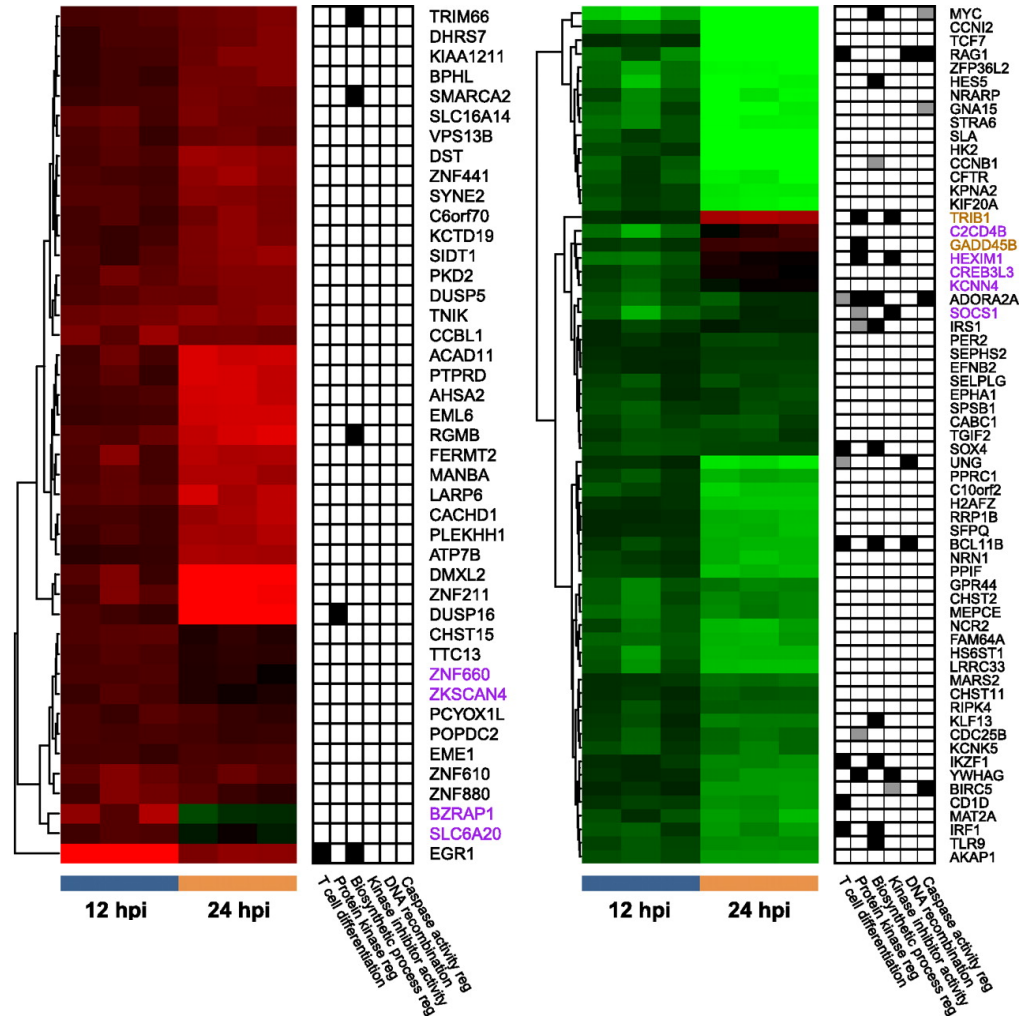 TRIM66
DHRS7
KIAA1211
BPHL
SMARCA2
SLC16A14
VPS13B
DST
ZNF441
SYNE2
C6orf70
KCTD19
SIDT1
PKD2
DUSP5
TNIK
CCBL1
ACAD11
PTPRD
AHSA2
EML6
RGMB
FERMT2
MANBA
LARP6
CACHD1
PLEKHH1
ATP7B
DMXL2
ZNF211
DUSP16
CHST15
TTC13
ZNF660
ZKSCAN4
PCYOX1L
POPDC2
EME1
ZNF610
ZNF880
BZRAP1
SLC6A20
EGR1
12 hpi
24 hpi
T cell differentiation
Protein kinase reg
Biosynthetic process reg
Kinase inhibitor activity
DNA recombination
Caspase activity reg
MYC
CCNI2
TCF7
RAG1
ZFP36L2
HES5
NRARP
GNA15
STRA6
SLA
HK2
CCNB1
CFTR
KPNA2
KIF20A
TRIB1
C2CD4B
GADD45B
HEXIM1
CREB3L3
KCNN4
ADORA2A
SOCS1
IRS1
PER2
SEPHS2
EFNB2
SELPLG
EPHA1
SPSB1
CABC1
TGIF2
SOX4
UNG
PPRC1
C10orf2
H2AFZ
RRP1B
SFPQ
BCL11B
NRN1
PPIF
GPR44
CHST2
MEPCE
NCR2
FAM64A
HS6ST1
LRRC33
MARS2
CHST11
RIPK4
KLF13
CDC25B
KCNK5
IKZF1
YWHAG
BIRC5
CD1D
MAT2A
IRF1
TLR9
AKAP1
12 hpi
24 hpi
T cell differentiation
Protein kinase reg
Biosynthetic process reg
Kinase inhibitor activity
DNA recombination
Caspase activity reg